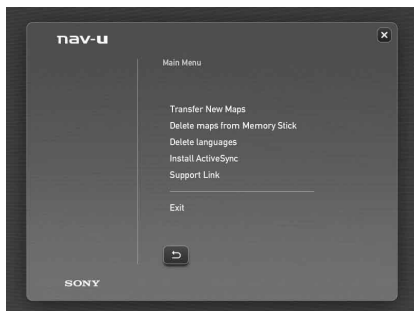 nav-u
Main Menu
Transfer New Maps
Delete maps from Memory Stick
Delete languages
Install ActiveSync
Support Link
Exit
SONY